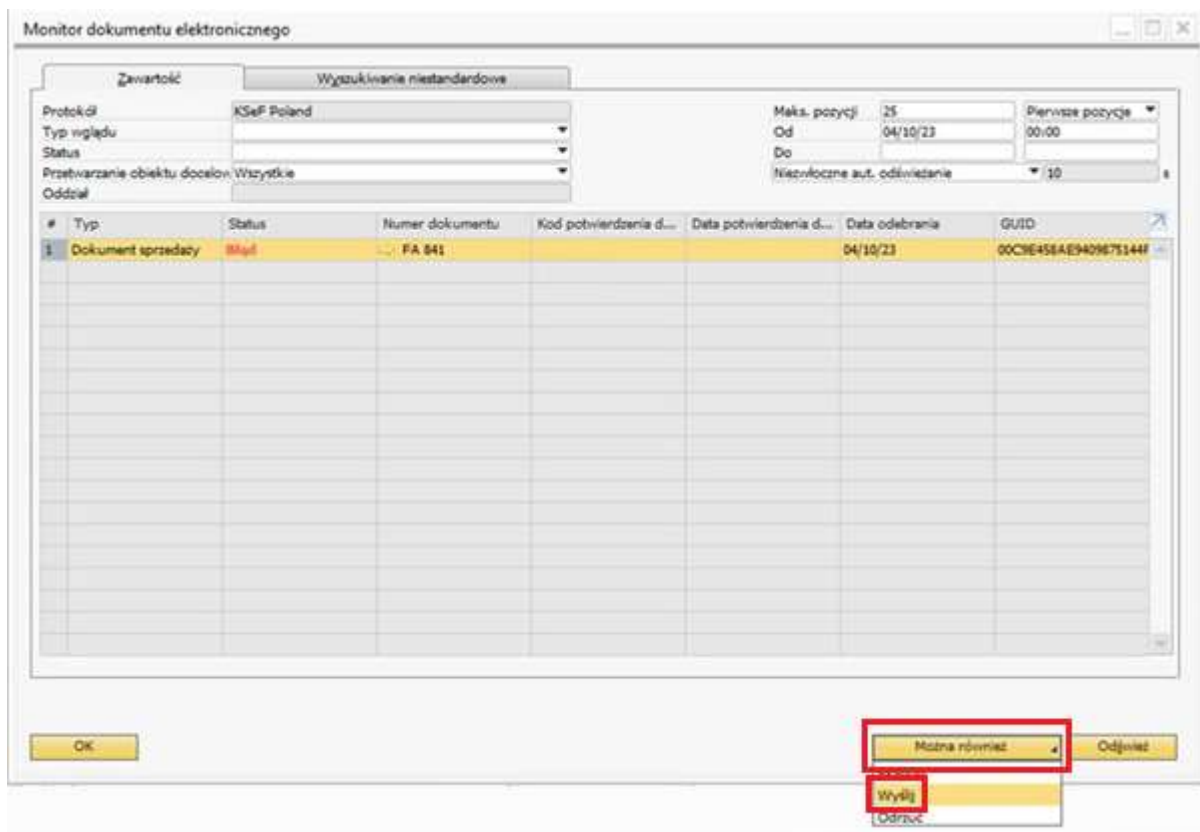 Monitor dokumentu elektronicznego
Zawartość Wyszukiwanie niestandardowe
Protokół KSeF Poland Maks. pozycji 25 Pierwsze pozycje
Typ wglądu Od 04/10/23 00:00
Status Do
Przetwarzanie obiektu docelow Wszystkie Niezwłoczne aut. odświeżanie 10 s
Oddział
# Typ Status Numer dokumentu Kod potwierdzenia d... Data potwierdzenia d... Data odebrania GUID
1 Dokument sprzedaży Błąd ... FA 841 04/10/23
OK Można również Odśwież
Wyślij
Odrzuć